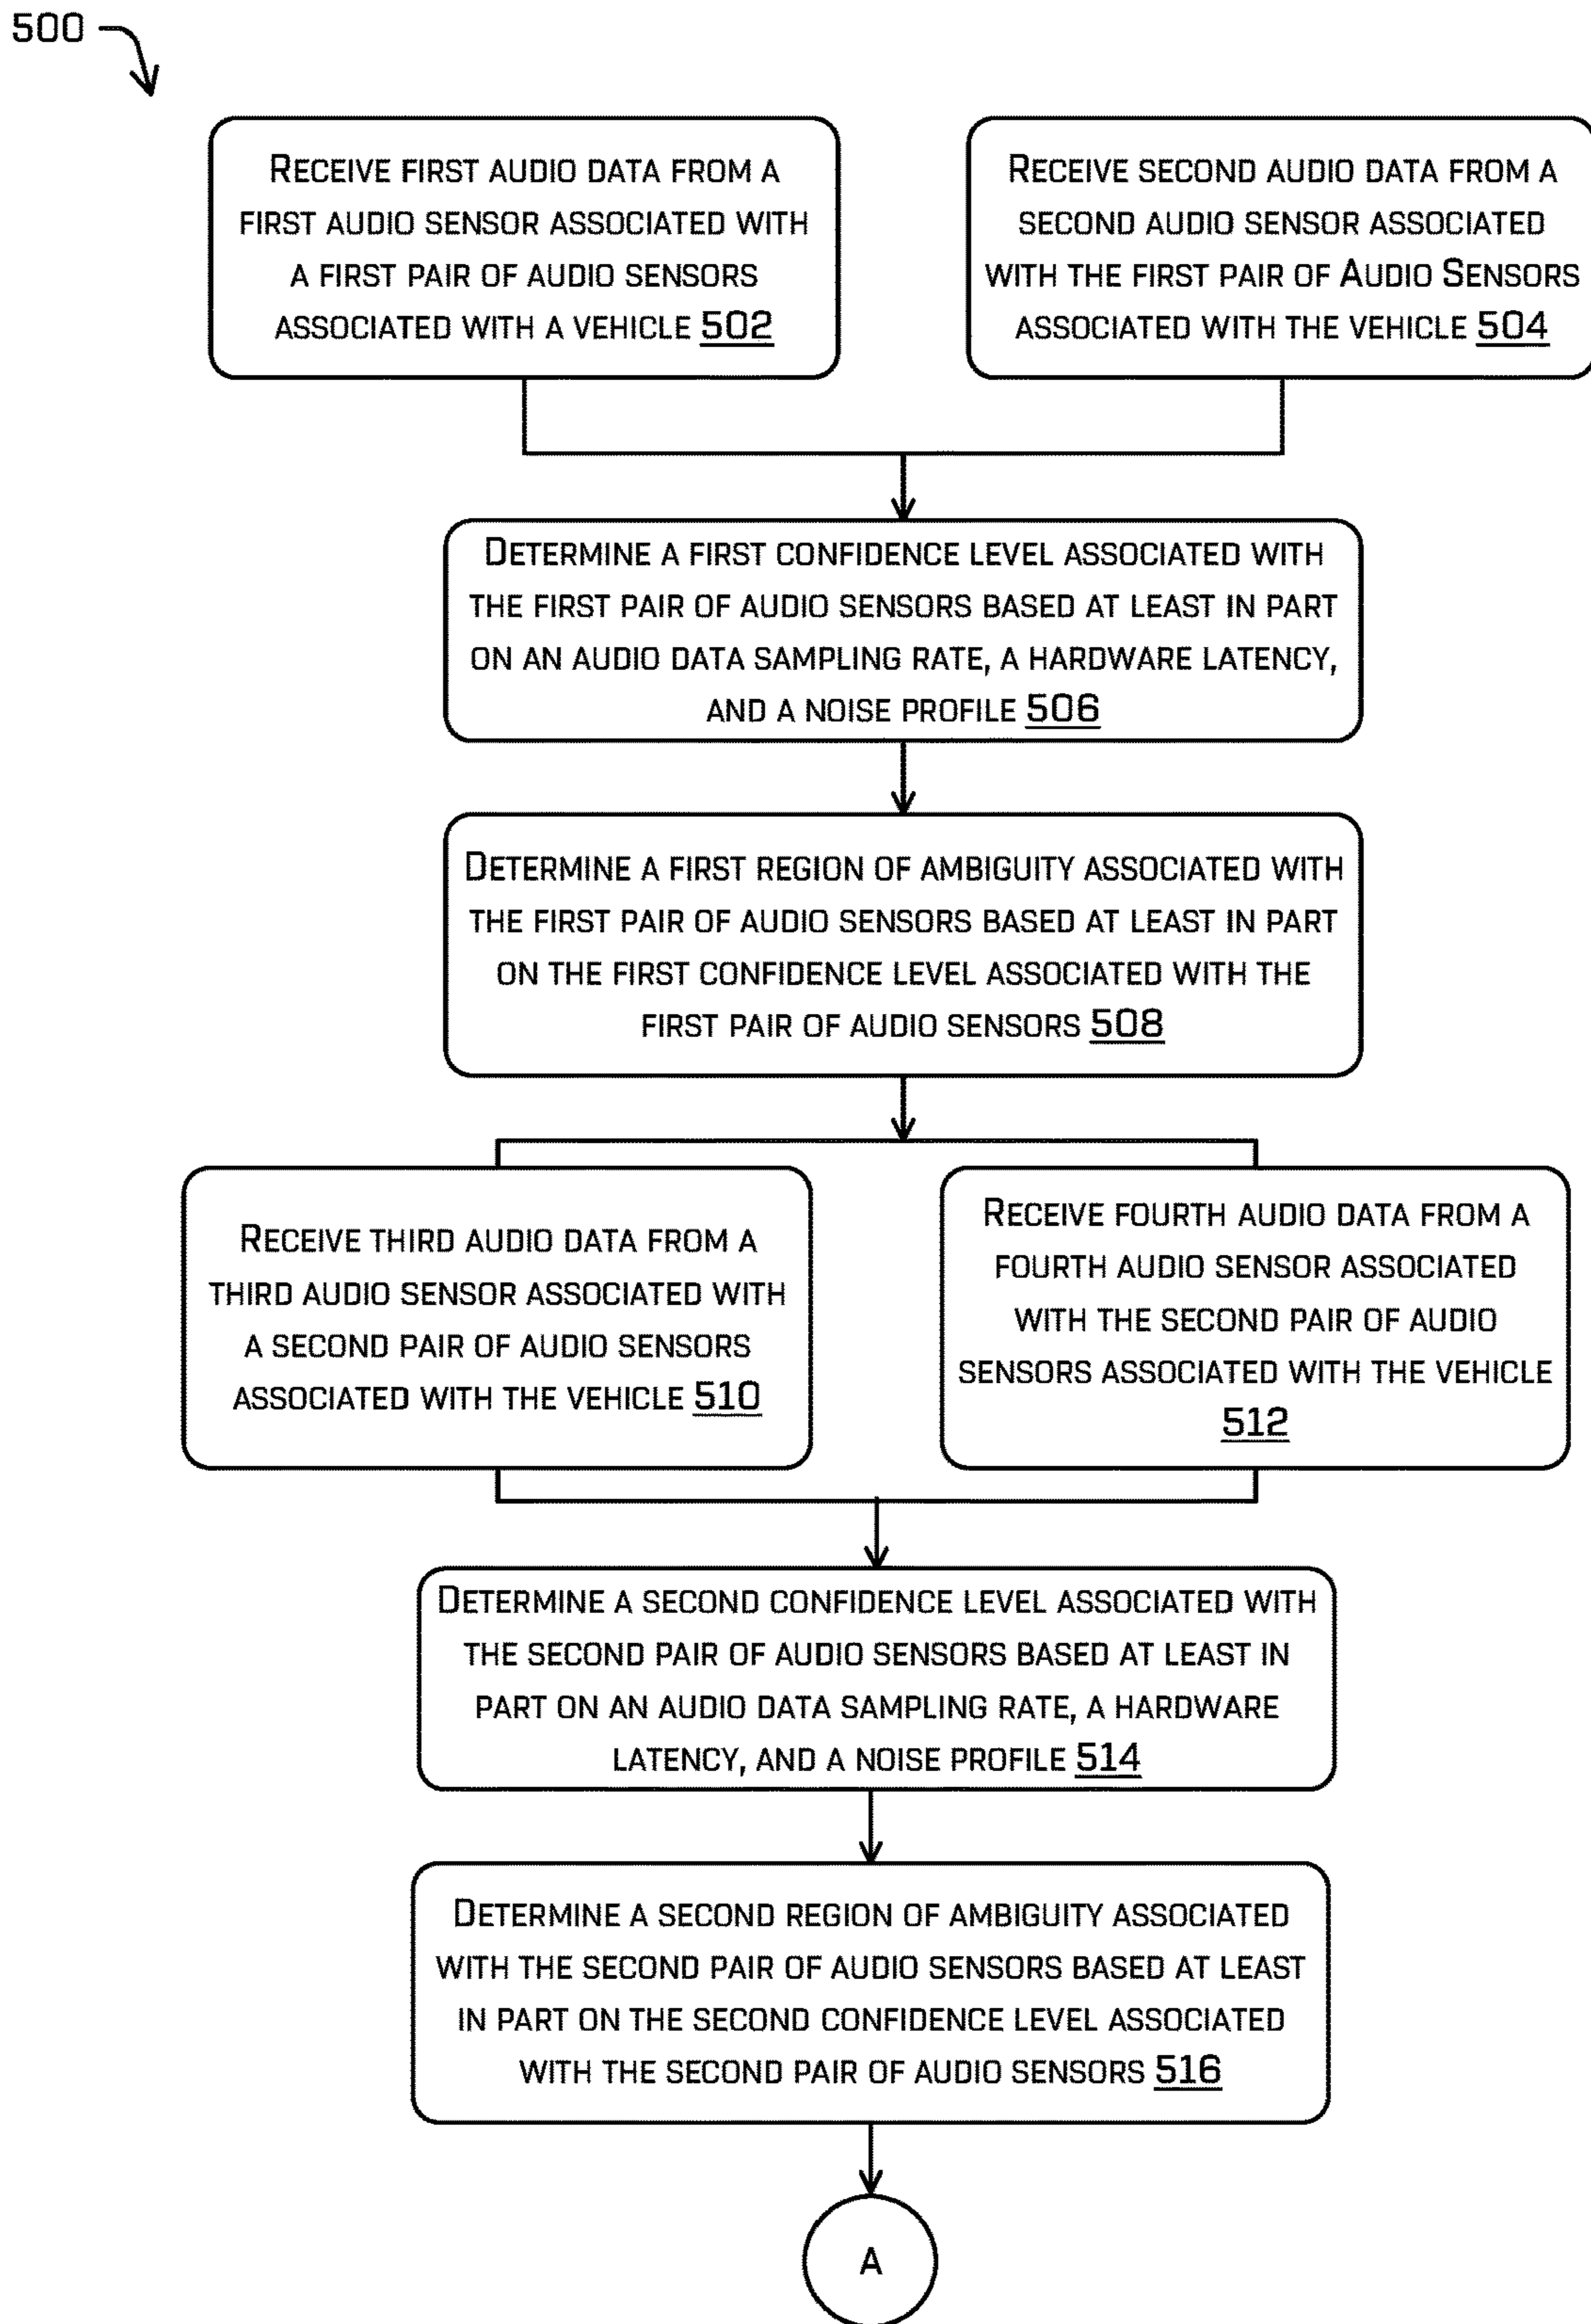 500
RECEIVE FIRST AUDIO DATA FROM A
FIRST AUDIO SENSOR ASSOCIATED WITH
A FIRST PAIR OF AUDIO SENSORS
ASSOCIATED WITH A VEHICLE 502
RECEIVE SECOND AUDIO DATA FROM A
SECOND AUDIO SENSOR ASSOCIATED
WITH THE FIRST PAIR OF AUDIO SENSORS
ASSOCIATED WITH THE VEHICLE 504
DETERMINE A FIRST CONFIDENCE LEVEL ASSOCIATED WITH
THE FIRST PAIR OF AUDIO SENSORS BASED AT LEAST IN PART
ON AN AUDIO DATA SAMPLING RATE, A HARDWARE LATENCY,
AND A NOISE PROFILE 506
DETERMINE A FIRST REGION OF AMBIGUITY ASSOCIATED WITH
THE FIRST PAIR OF AUDIO SENSORS BASED AT LEAST IN PART
ON THE FIRST CONFIDENCE LEVEL ASSOCIATED WITH THE
FIRST PAIR OF AUDIO SENSORS 508
RECEIVE THIRD AUDIO DATA FROM A
THIRD AUDIO SENSOR ASSOCIATED WITH
A SECOND PAIR OF AUDIO SENSORS
ASSOCIATED WITH THE VEHICLE 510
RECEIVE FOURTH AUDIO DATA FROM A
FOURTH AUDIO SENSOR ASSOCIATED
WITH THE SECOND PAIR OF AUDIO
SENSORS ASSOCIATED WITH THE VEHICLE
512
DETERMINE A SECOND CONFIDENCE LEVEL ASSOCIATED WITH
THE SECOND PAIR OF AUDIO SENSORS BASED AT LEAST IN
PART ON AN AUDIO DATA SAMPLING RATE, A HARDWARE
LATENCY, AND A NOISE PROFILE 514
DETERMINE A SECOND REGION OF AMBIGUITY ASSOCIATED
WITH THE SECOND PAIR OF AUDIO SENSORS BASED AT LEAST
IN PART ON THE SECOND CONFIDENCE LEVEL ASSOCIATED
WITH THE SECOND PAIR OF AUDIO SENSORS 516
A